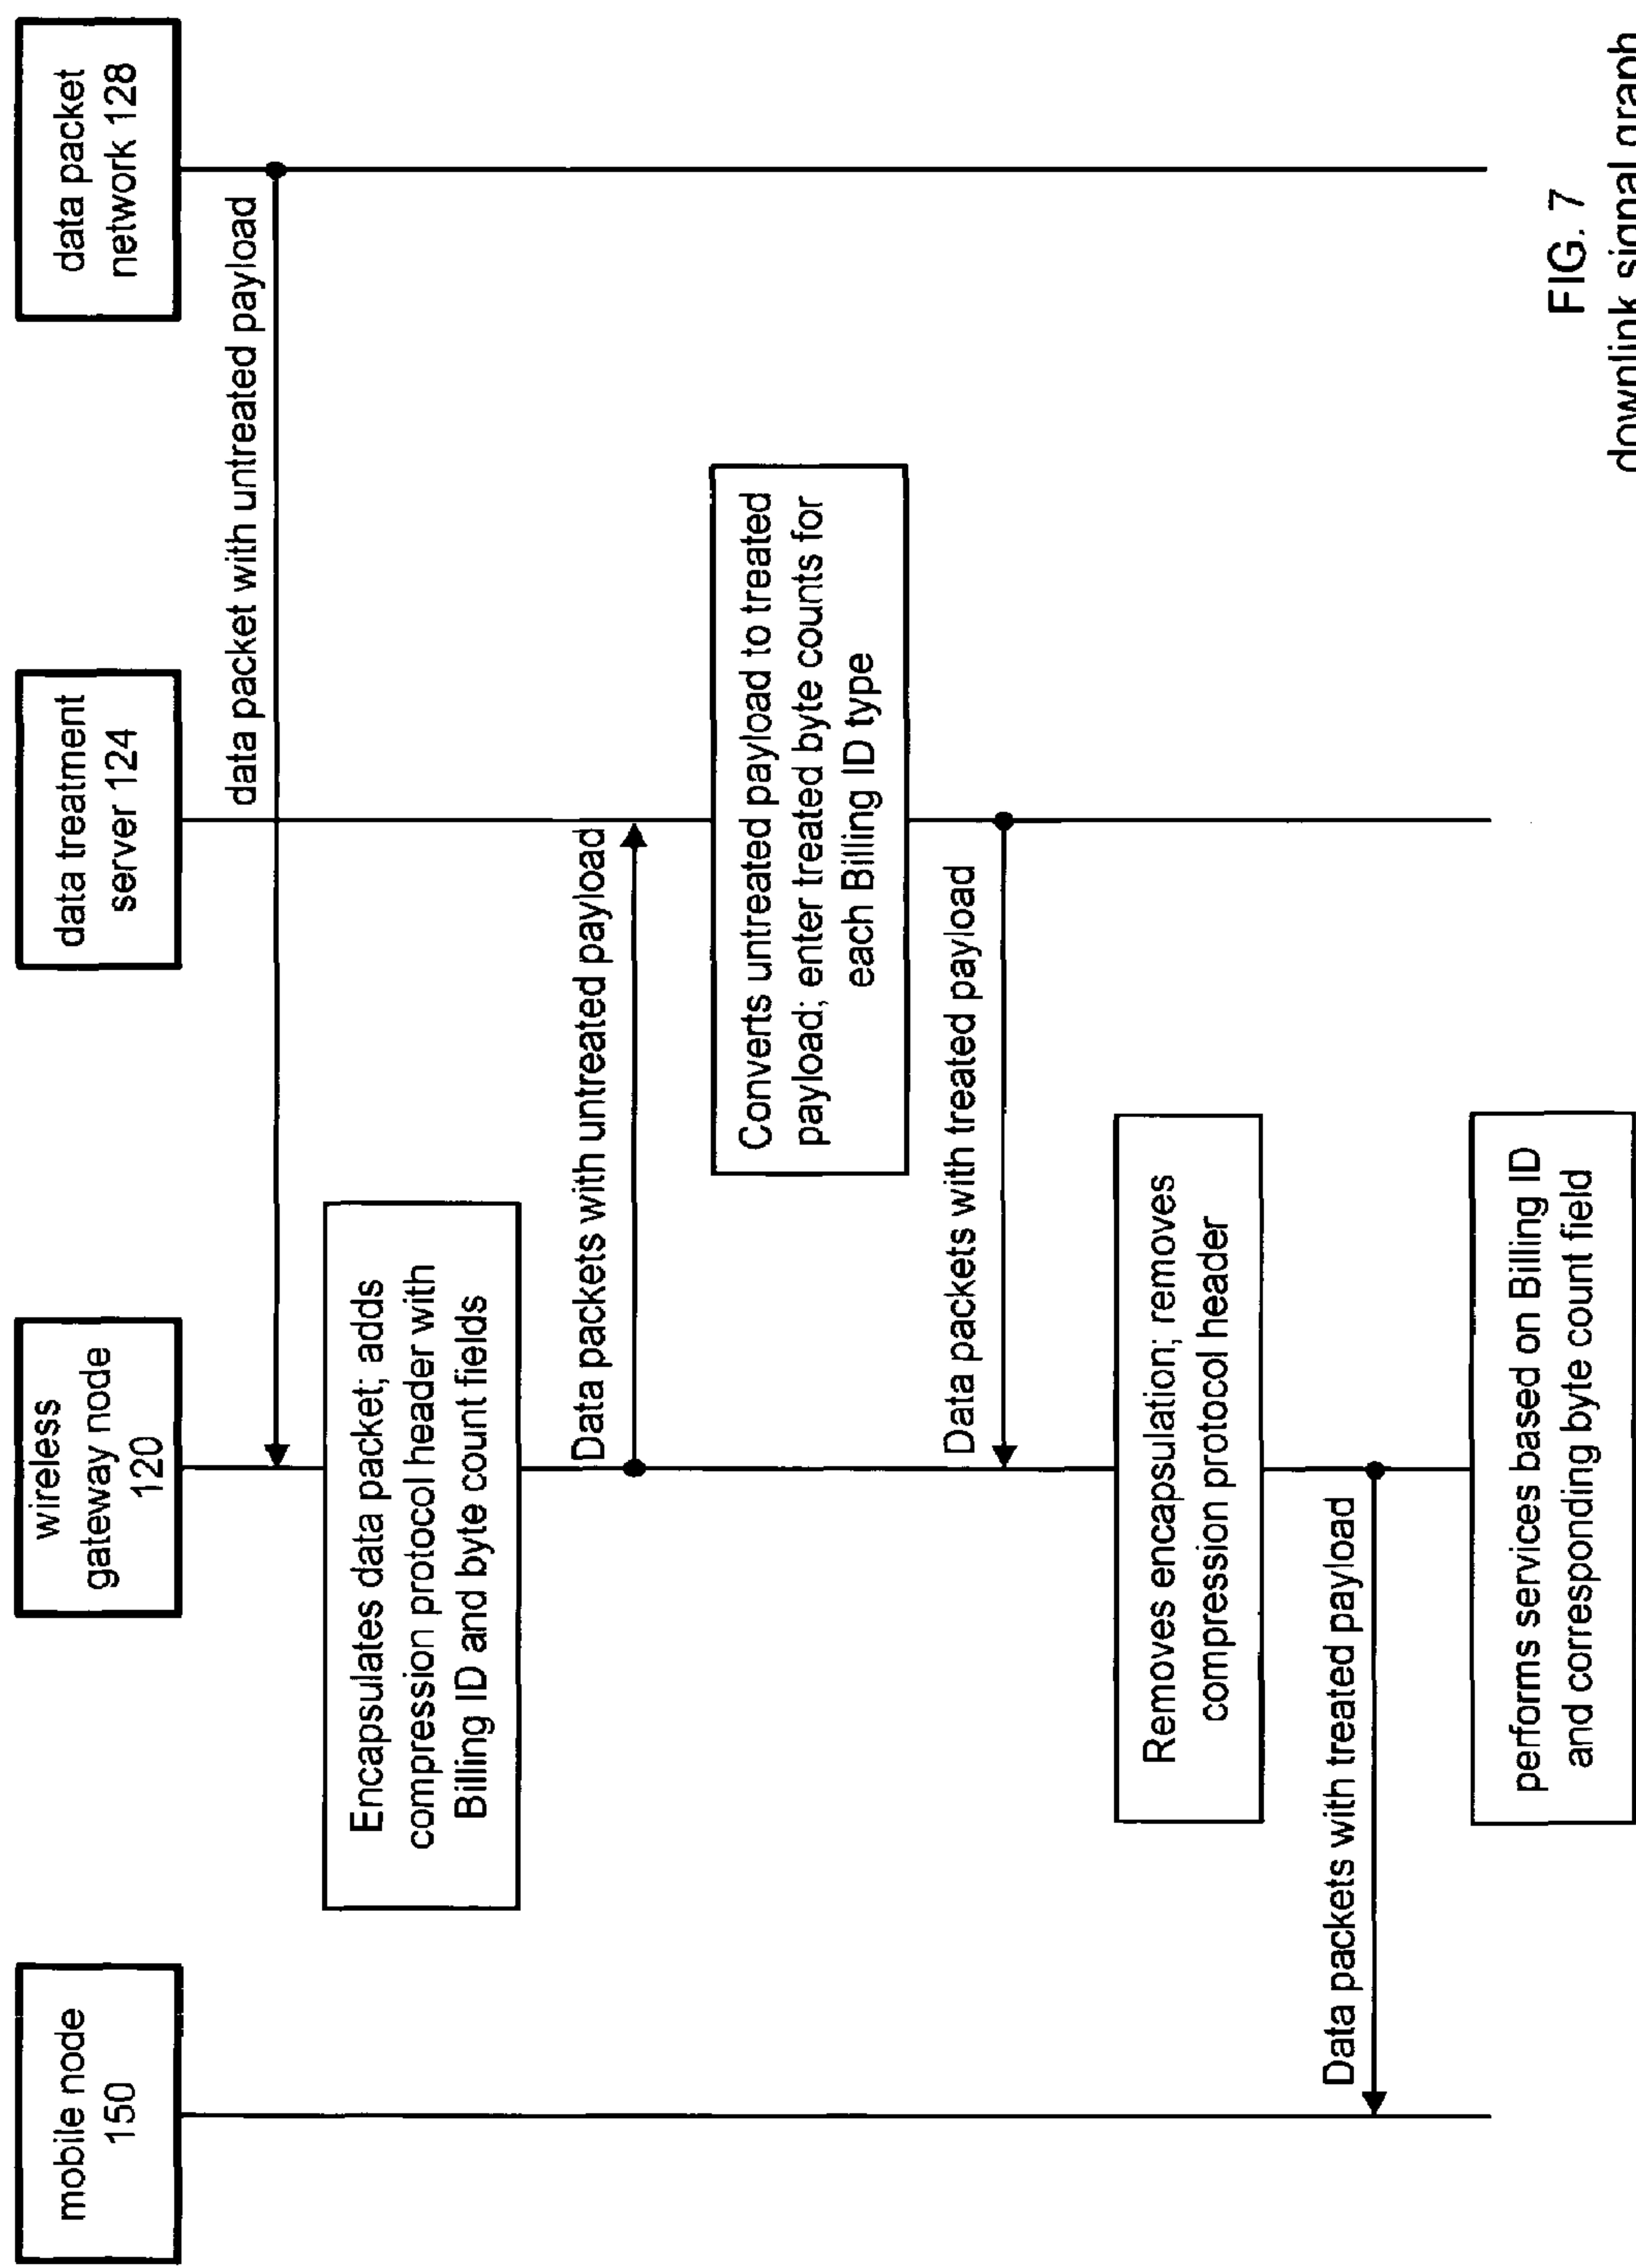 mobile node
150
wireless
gateway node
120
data treatment
server 124
data packet
network 128
data packet with untreated payload
Encapsulates data packet; adds
compression protocol header with
Billing ID and byte count fields
Data packets with untreated payload
Converts untreated payload to treated
payload; enter treated byte counts for
each Billing ID type
Data packets with treated payload
Removes encapsulation; removes
compression protocol header
Data packets with treated payload
performs services based on Billing ID
and corresponding byte count field
FIG. 7
downlink signal graph